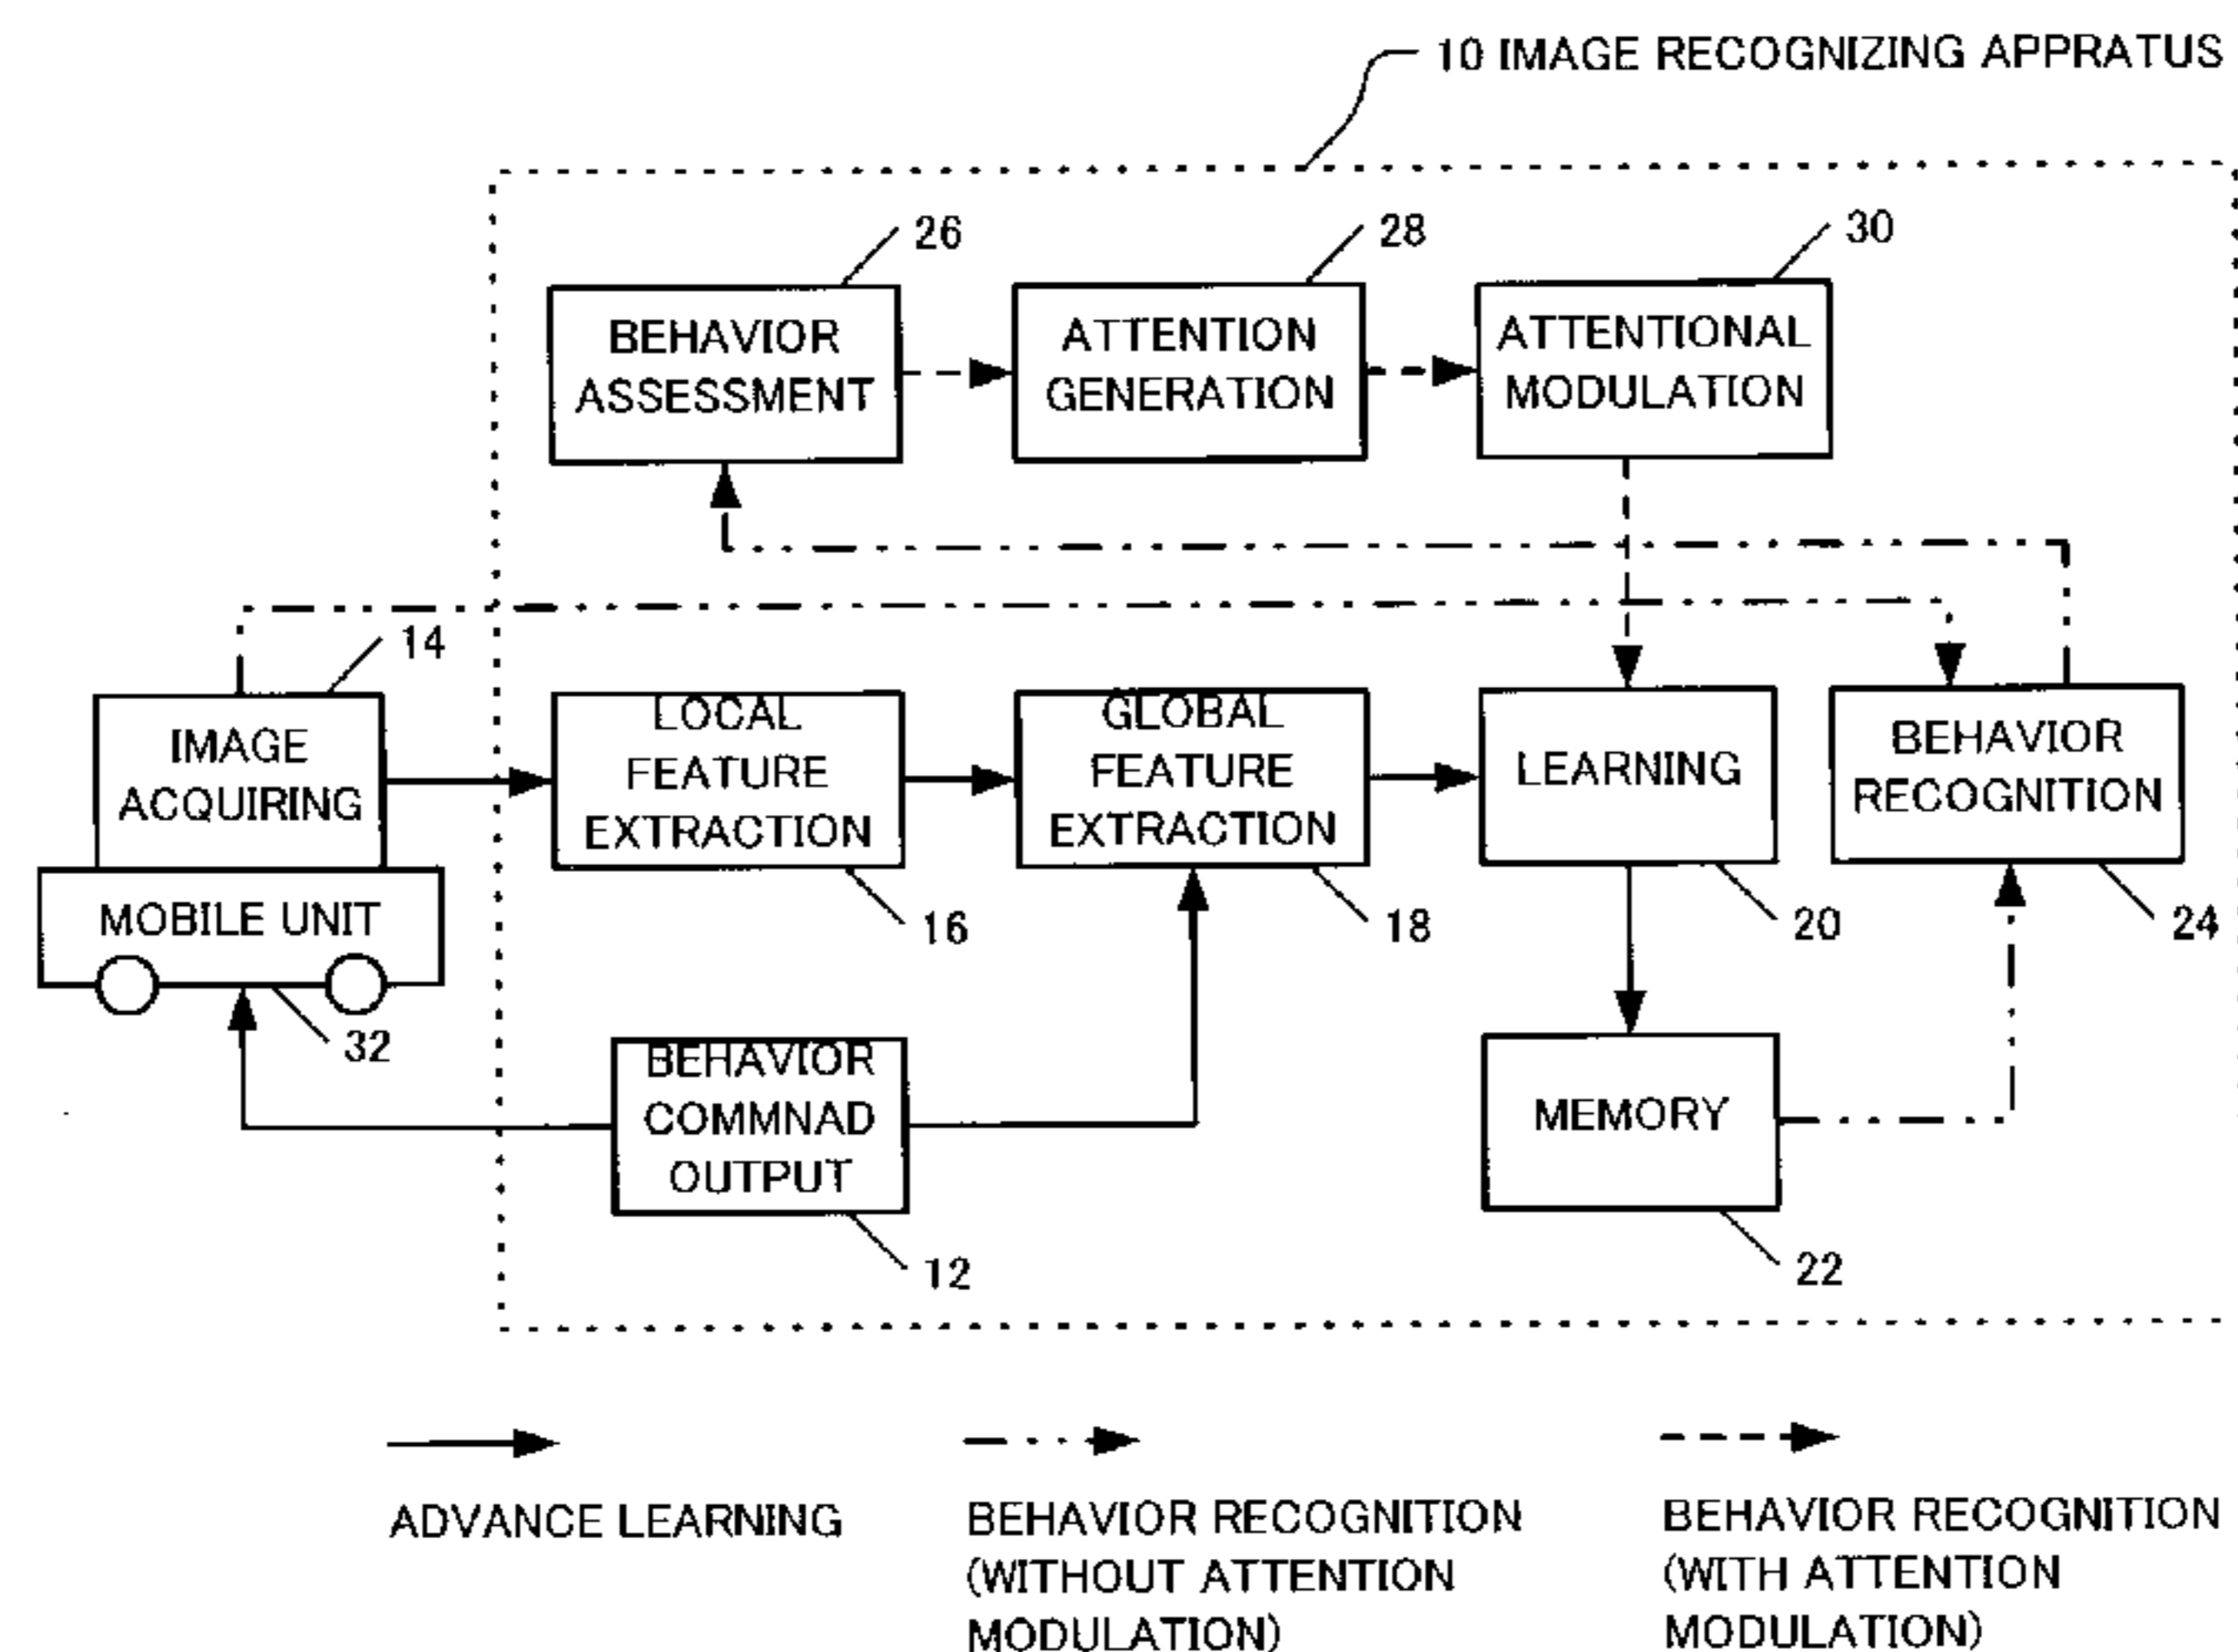 10 IMAGE RECOGNIZING APPRATUS
26
28
30
BEHAVIOR
ASSESSMENT
ATTENTION
GENERATION
ATTENTIONAL
MODULATION
14
IMAGE
ACQUIRING
LOCAL
FEATURE
EXTRACTION
GLOBAL
FEATURE
EXTRACTION
LEARNING
BEHAVIOR
RECOGNITION
MOBILE UNIT
16
18
20
24
32
BEHAVIOR
COMMNAD
OUTPUT
MEMORY
12
22
ADVANCE LEARNING
BEHAVIOR RECOGNITION
(WITHOUT ATTENTION
MODULATION)
BEHAVIOR RECOGNITION
(WITH ATTENTION
MODULATION)